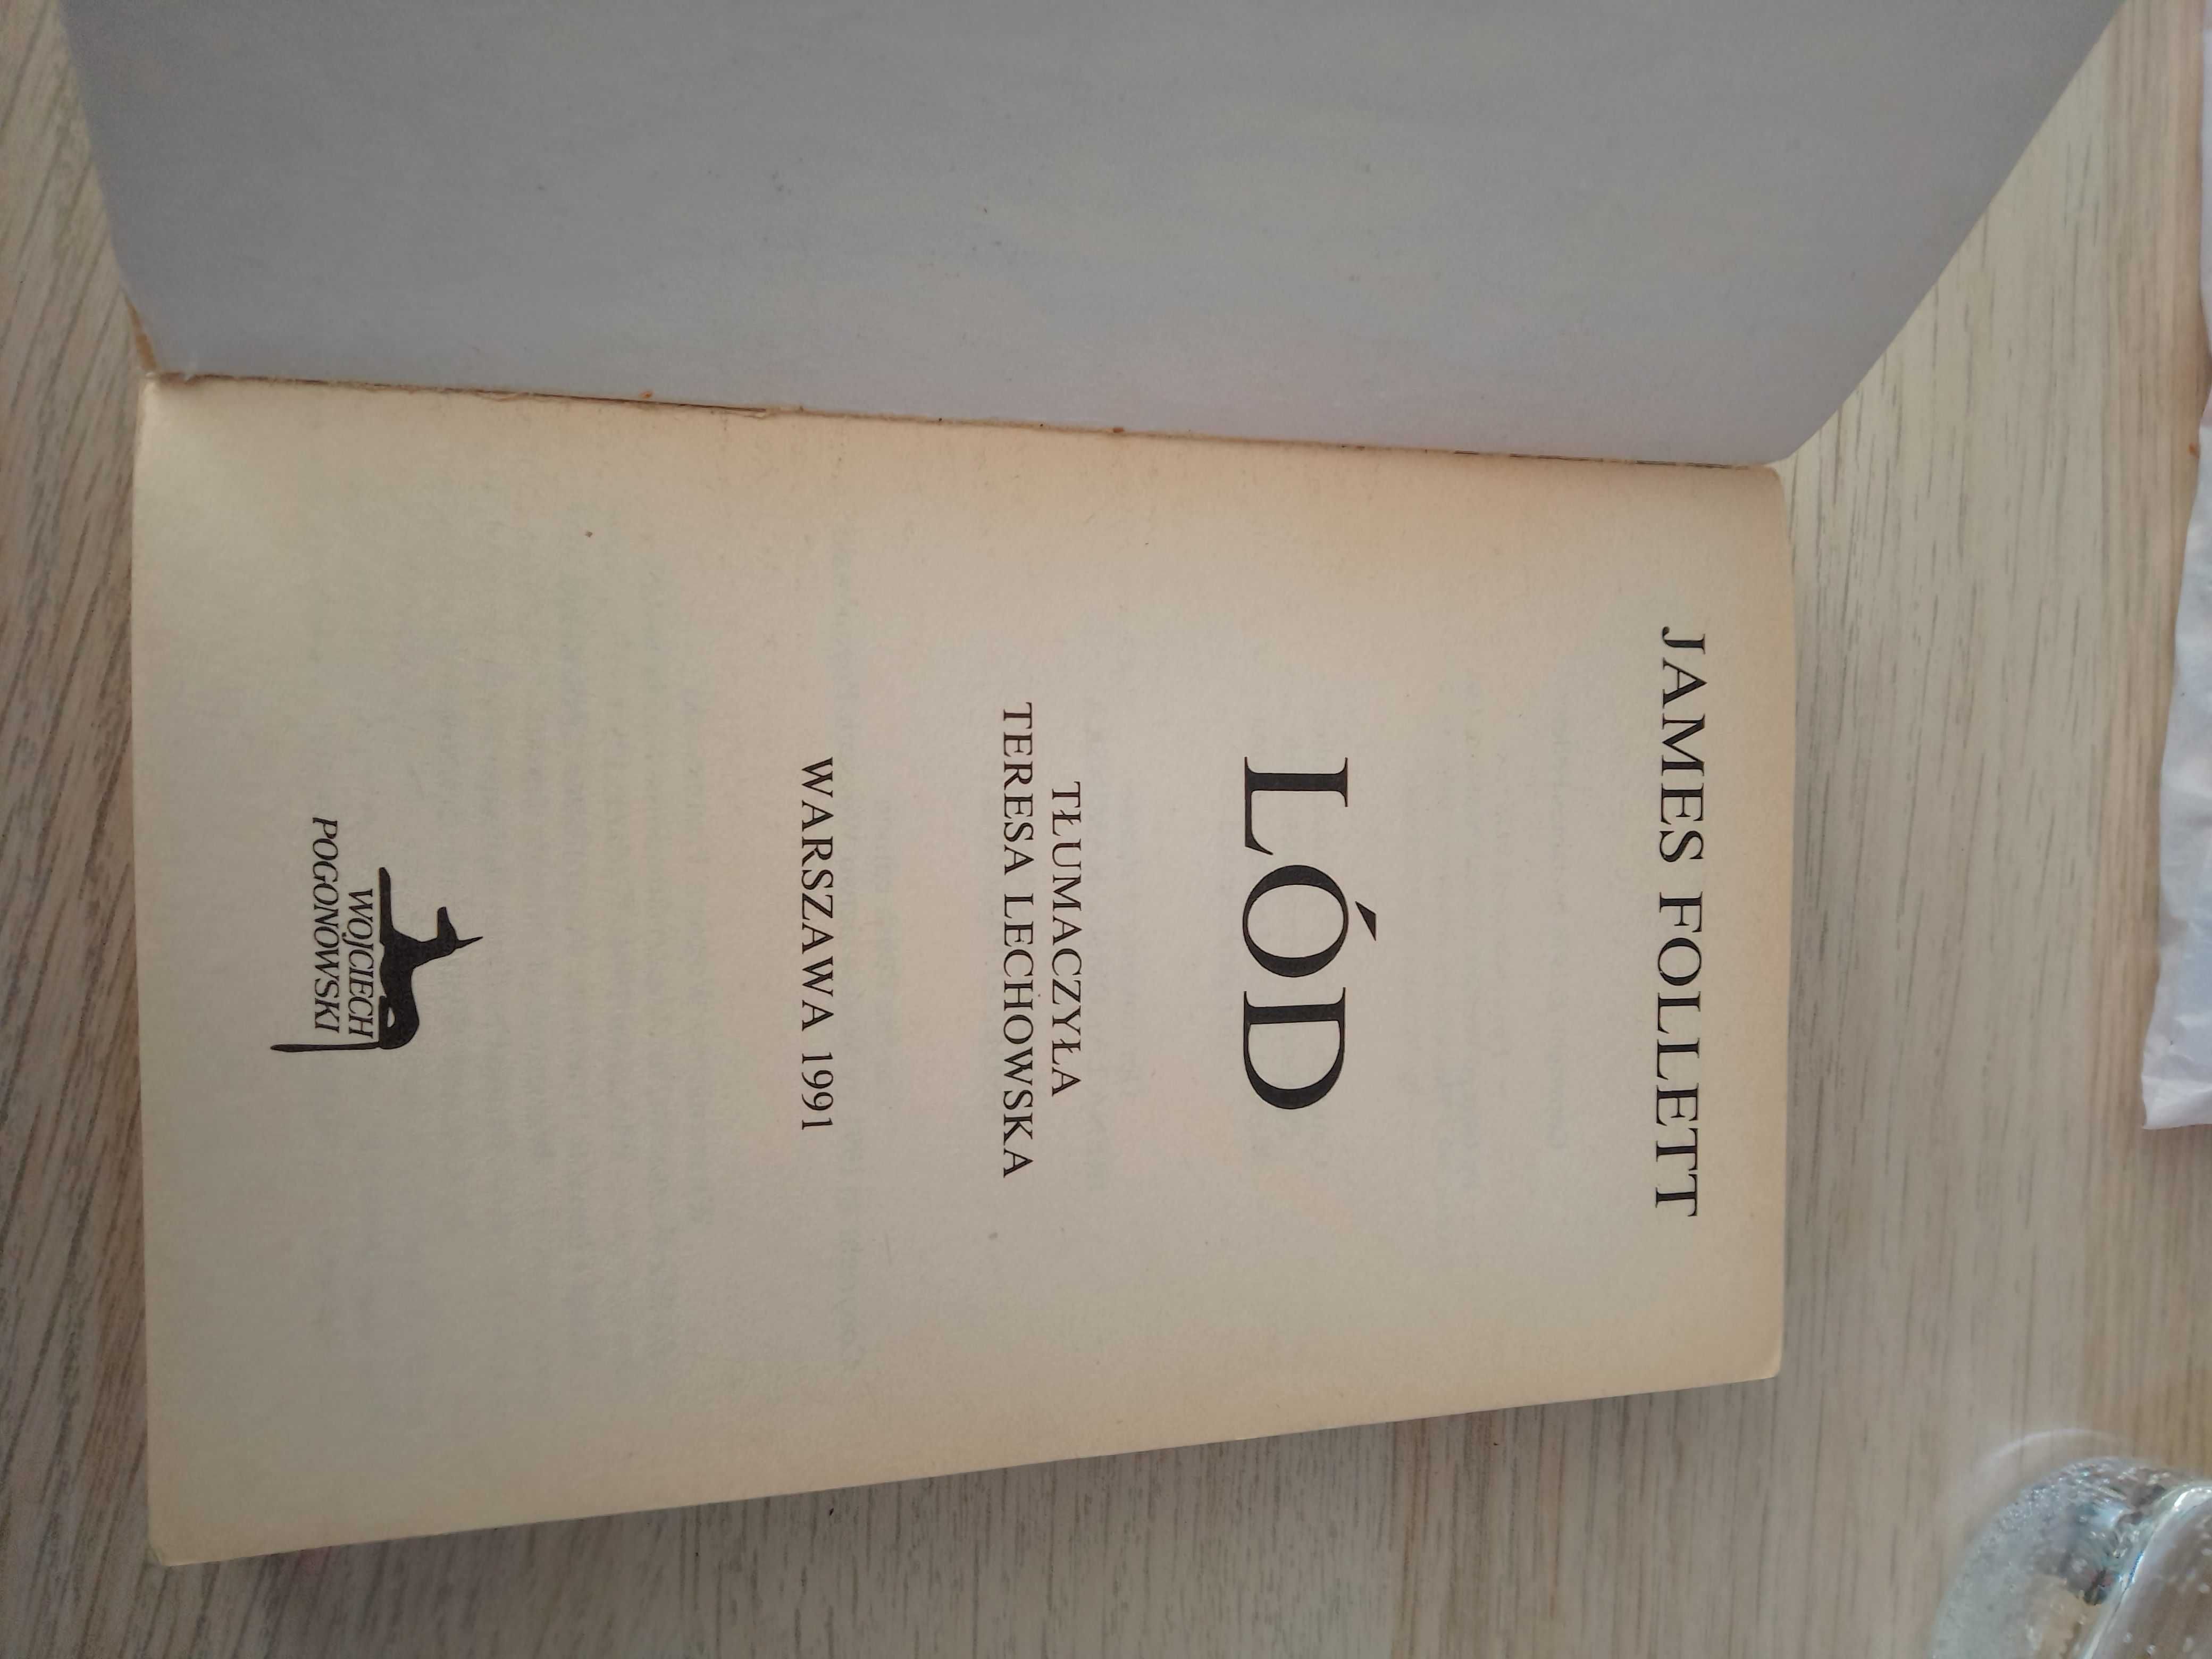 JAMES FOLLETT
LÓD
TŁUMACZYŁA
TERESA LECHOWSKA
WARSZAWA 1991
WOJCIECH
POGONOWSKI